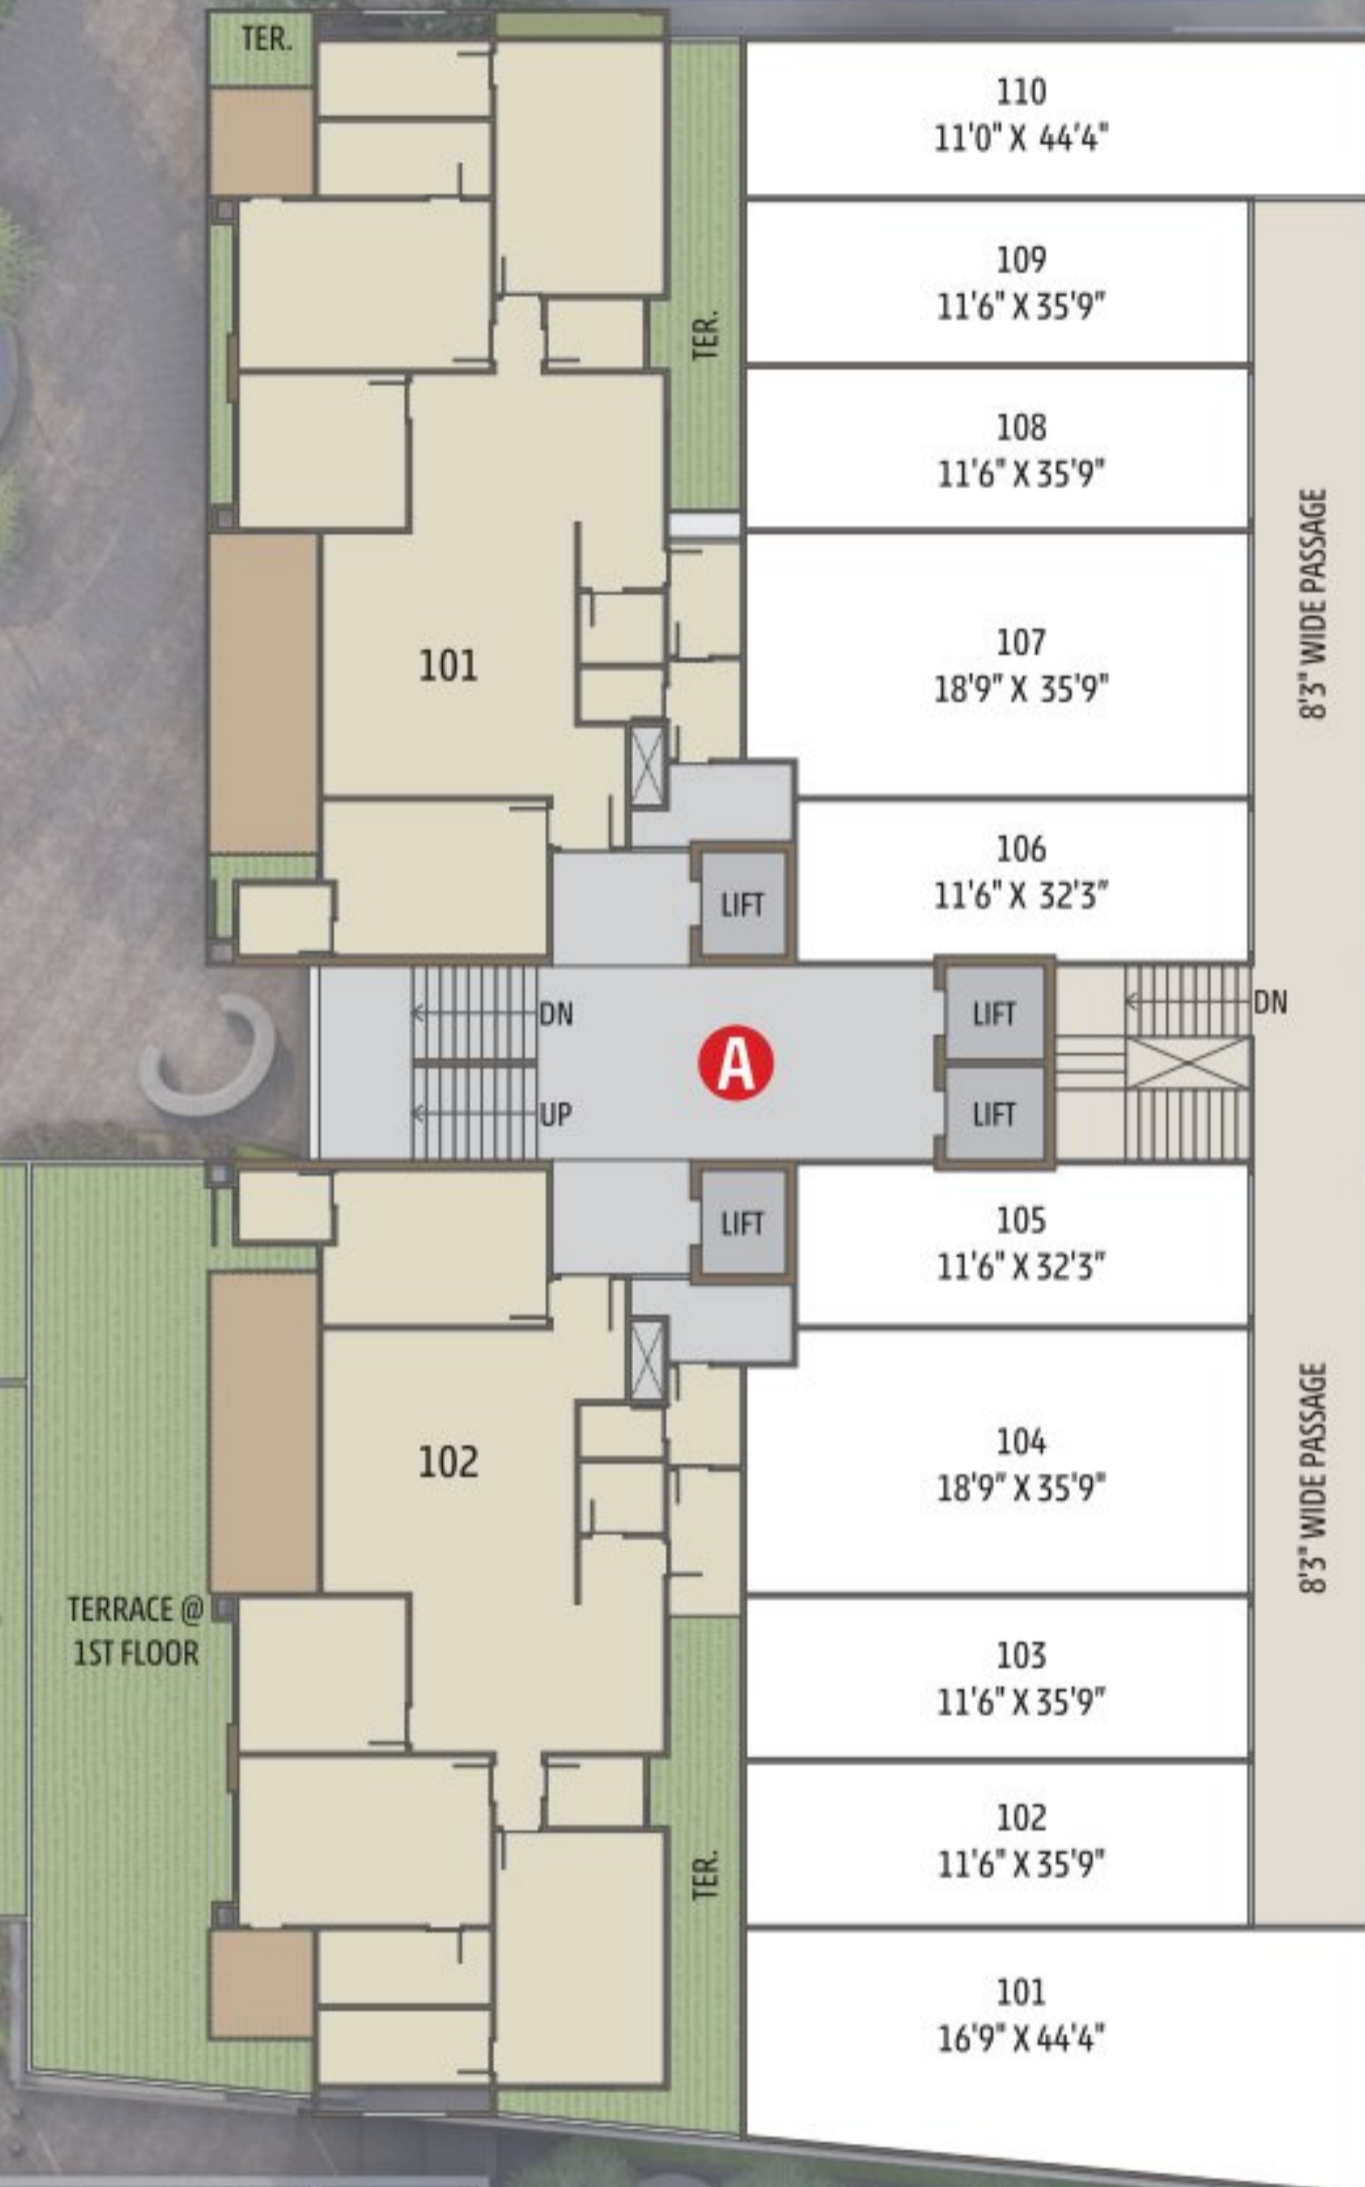 TER.
110
11'0" X 44'4"
109
11'6" X 35'9"
TER.
108
11'6" X 35'9"
8'3" WIDE PASSAGE
101
107
18'9" X 35'9"
106
11'6" X 32'3"
LIFT
DN
LIFT
DN
A
UP
LIFT
LIFT
105
11'6" X 32'3"
102
104
18'9" X 35'9"
8'3" WIDE PASSAGE
TERRACE @
1ST FLOOR
103
11'6" X 35'9"
102
11'6" X 35'9"
TER.
101
16'9" X 44'4"